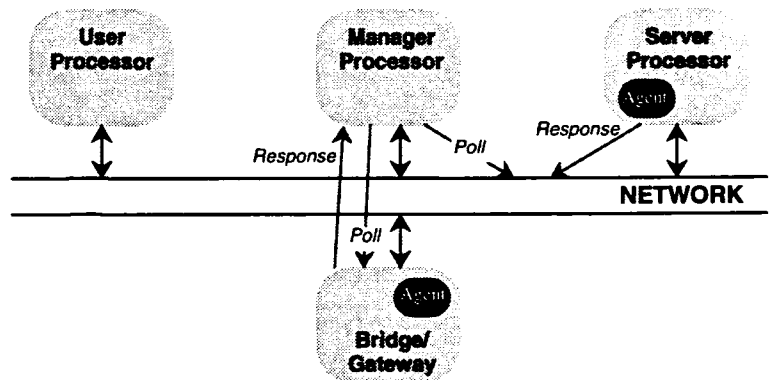 User
Processor
Manager
Processor
Server
Processor
Agent
Response
Poll
Response
NETWORK
Poll
Agent
Bridge/
Gateway